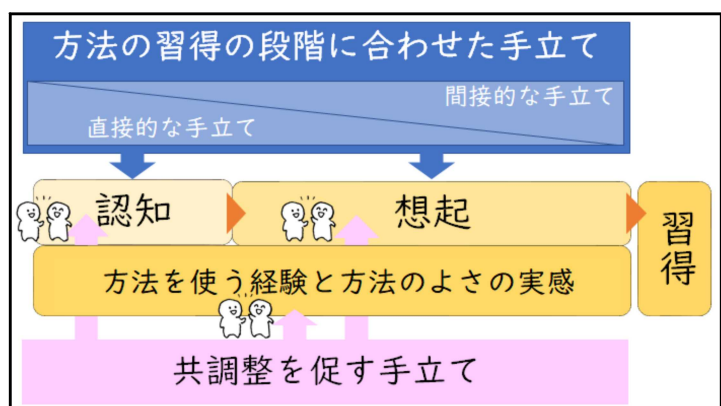 方法の習得の段階に合わせた手立て
間接的な手立て
直接的な手立て
認知
想起
習得
方法を使う経験と方法のよさの実感
共調整を促す手立て